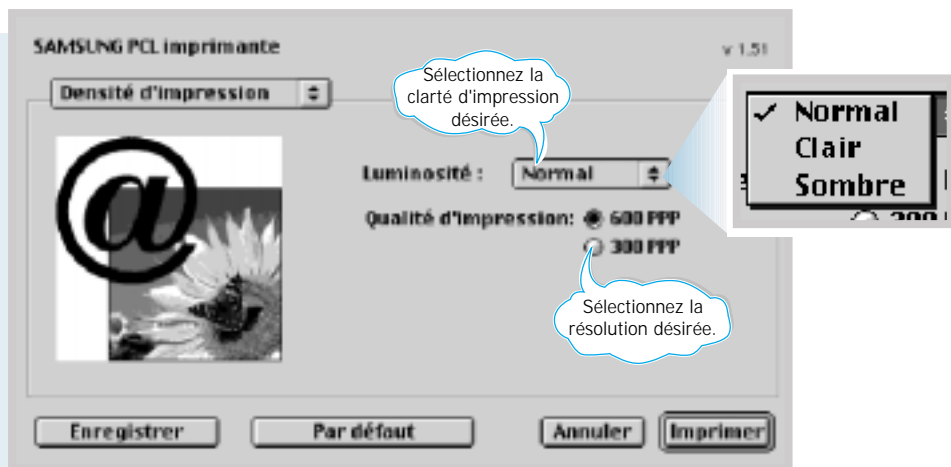 SAMSUNG PCL imprimante
v 1.51
Densité d'impression
Sélectionnez la
clarté d'impression
désirée.
Luminosité :
Normal
Normal
Clair
Sombre
Qualité d'impression:
600 PPP
300 PPP
Sélectionnez la
résolution désirée.
@
Enregistrer
Par défaut
Annuler
Imprimer